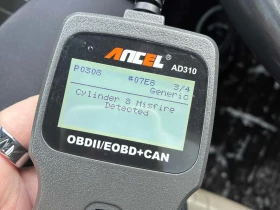 ANCEL
AD310
P0308 #07E8 3/4
Generic
Cylinder 8 Misfire
Detected
OBDII/EOBD+CAN